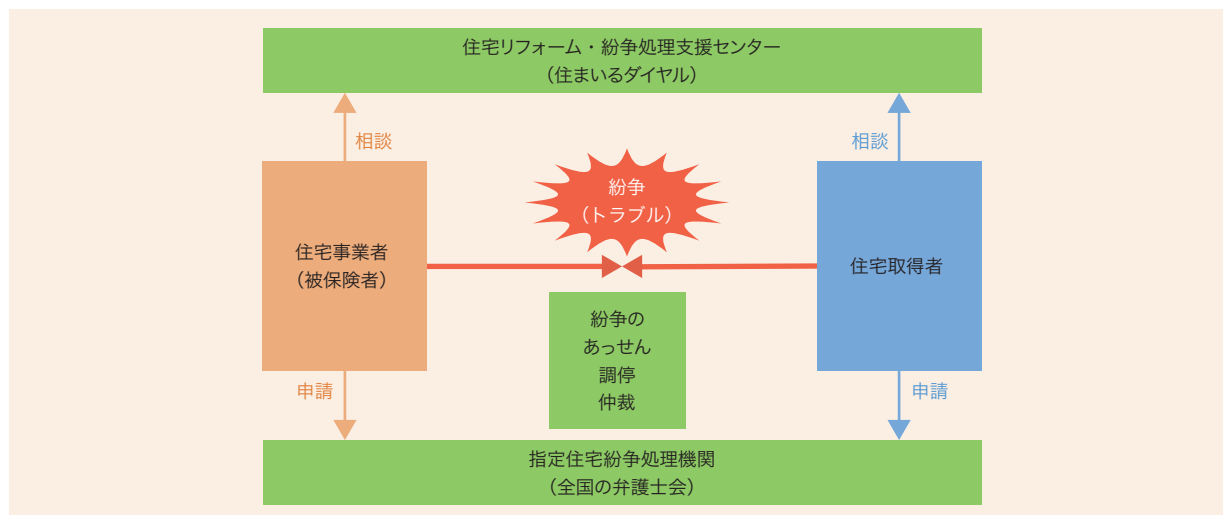 住宅リフォーム・紛争処理支援センター
（住まいるダイヤル）
相談
相談
紛争
（トラブル）
住宅事業者
（被保険者）
住宅取得者
紛争の
あっせん
調停
仲裁
申請
申請
指定住宅紛争処理機関
（全国の弁護士会）